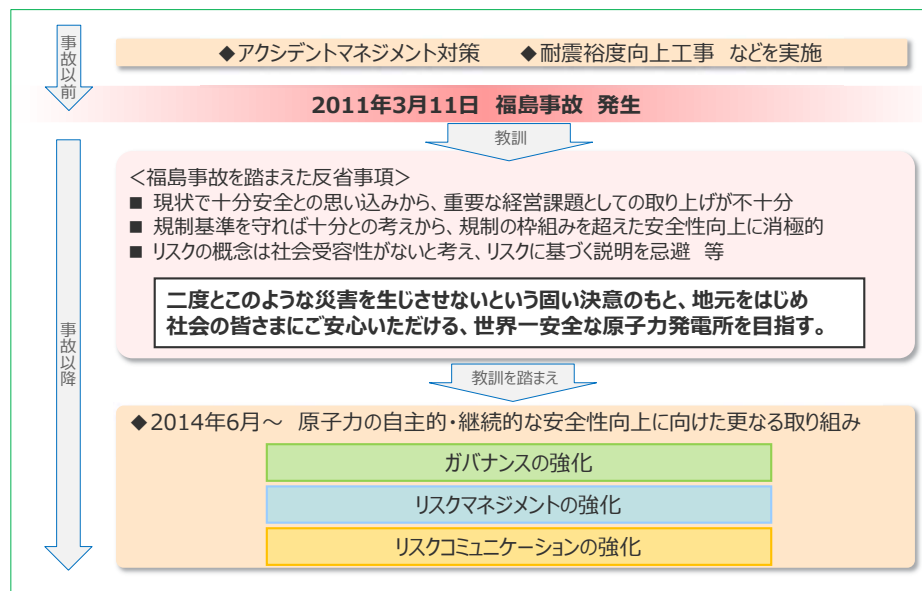 事故以前
◆アクシデントマネジメント対策　◆耐震裕度向上工事 などを実施
2011年3月11日 福島事故 発生
教訓
事故以降
＜福島事故を踏まえた反省事項＞
■ 現状で十分安全との思い込みから、重要な経営課題としての取り上げが不十分
■ 規制基準を守れば十分との考えから、規制の枠組みを超えた安全性向上に消極的
■ リスクの概念は社会受容性がないと考え、リスクに基づく説明を忌避 等
二度とこのような災害を生じさせないという固い決意のもと、地元をはじめ
社会の皆さまにご安心いただける、世界一安全な原子力発電所を目指す。
教訓を踏まえ
◆2014年6月～ 原子力の自主的・継続的な安全性向上に向けた更なる取り組み
ガバナンスの強化
リスクマネジメントの強化
リスクコミュニケーションの強化